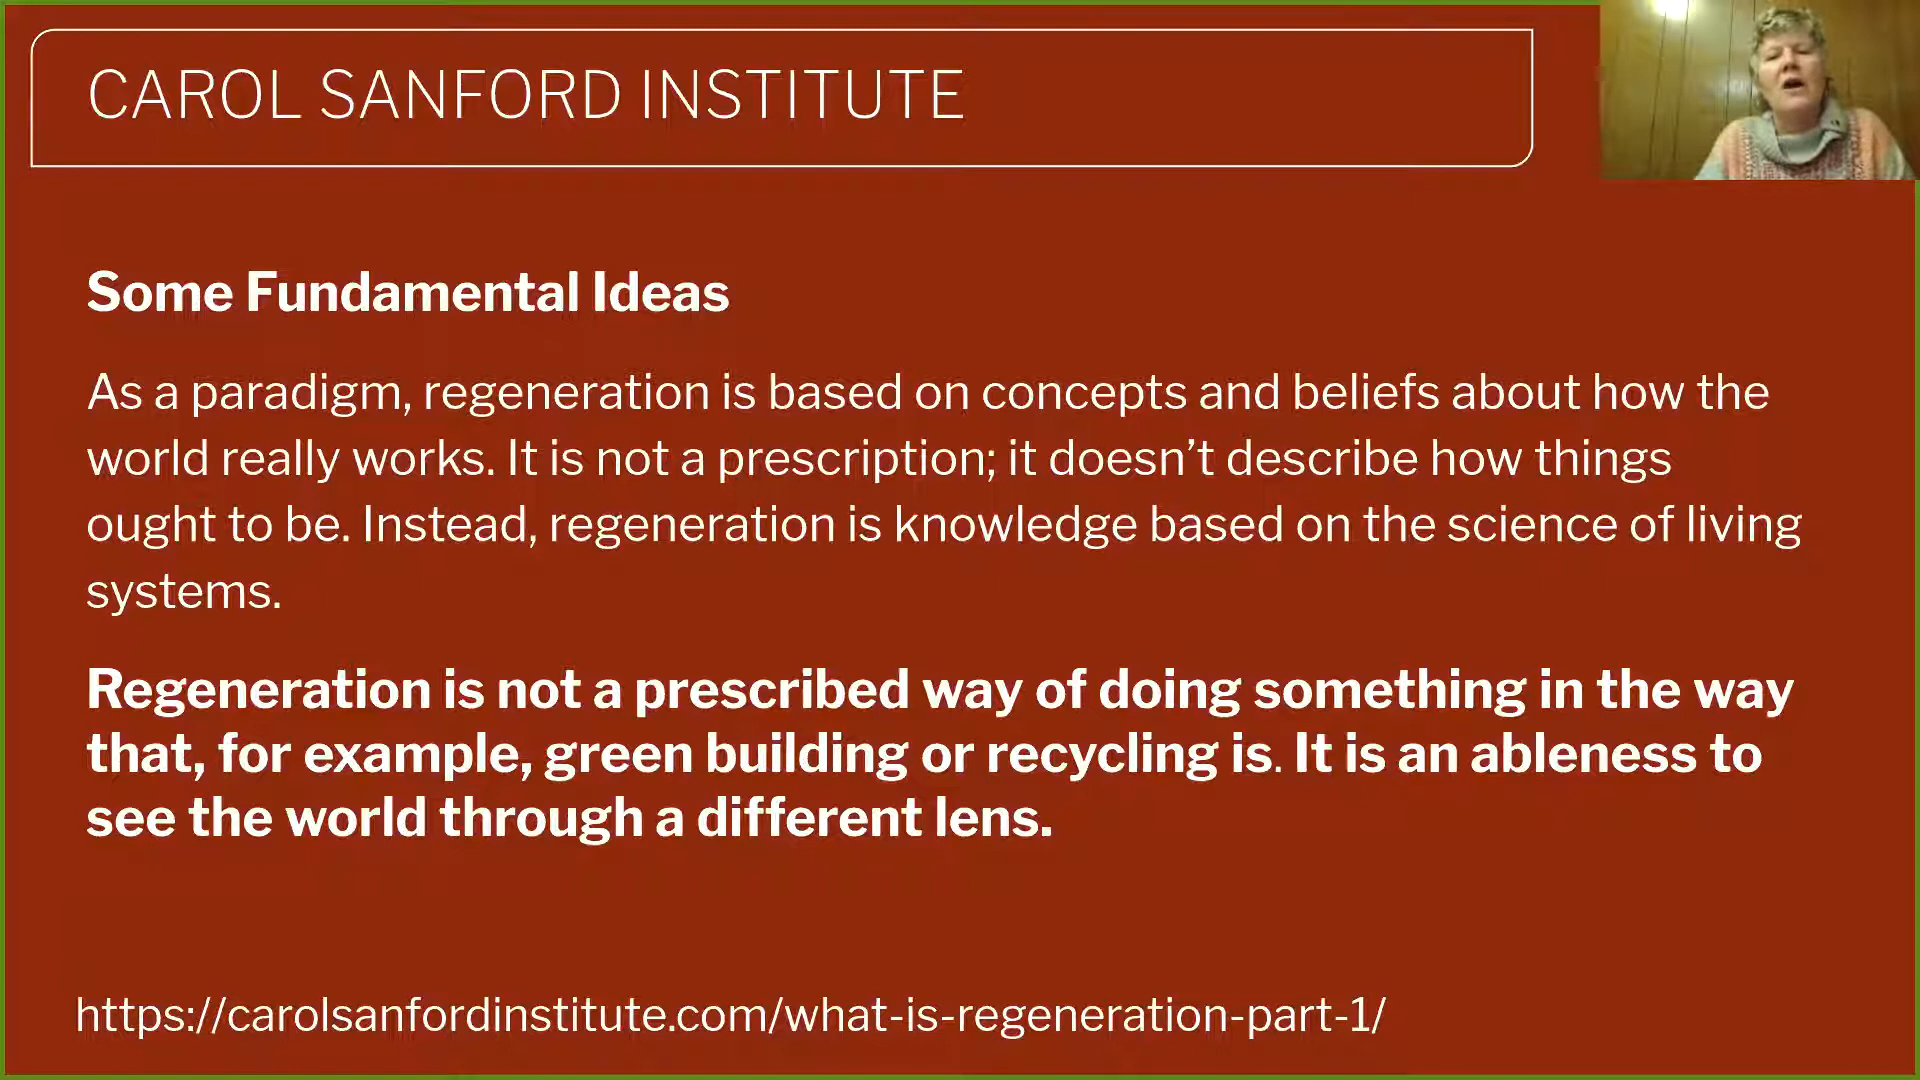 CAROL SANFORD INSTITUTE
Some Fundamental Ideas
As a paradigm, regeneration is based on concepts and beliefs about how the
world really works. It is not a prescription; it doesn’t describe how things
ought to be. Instead, regeneration is knowledge based on the science of living
systems.
Regeneration is not a prescribed way of doing something in the way
that, for example, green building or recycling is. It is an ableness to
see the world through a different lens.
https://carolsanfordinstitute.com/what-is-regeneration-part-1/